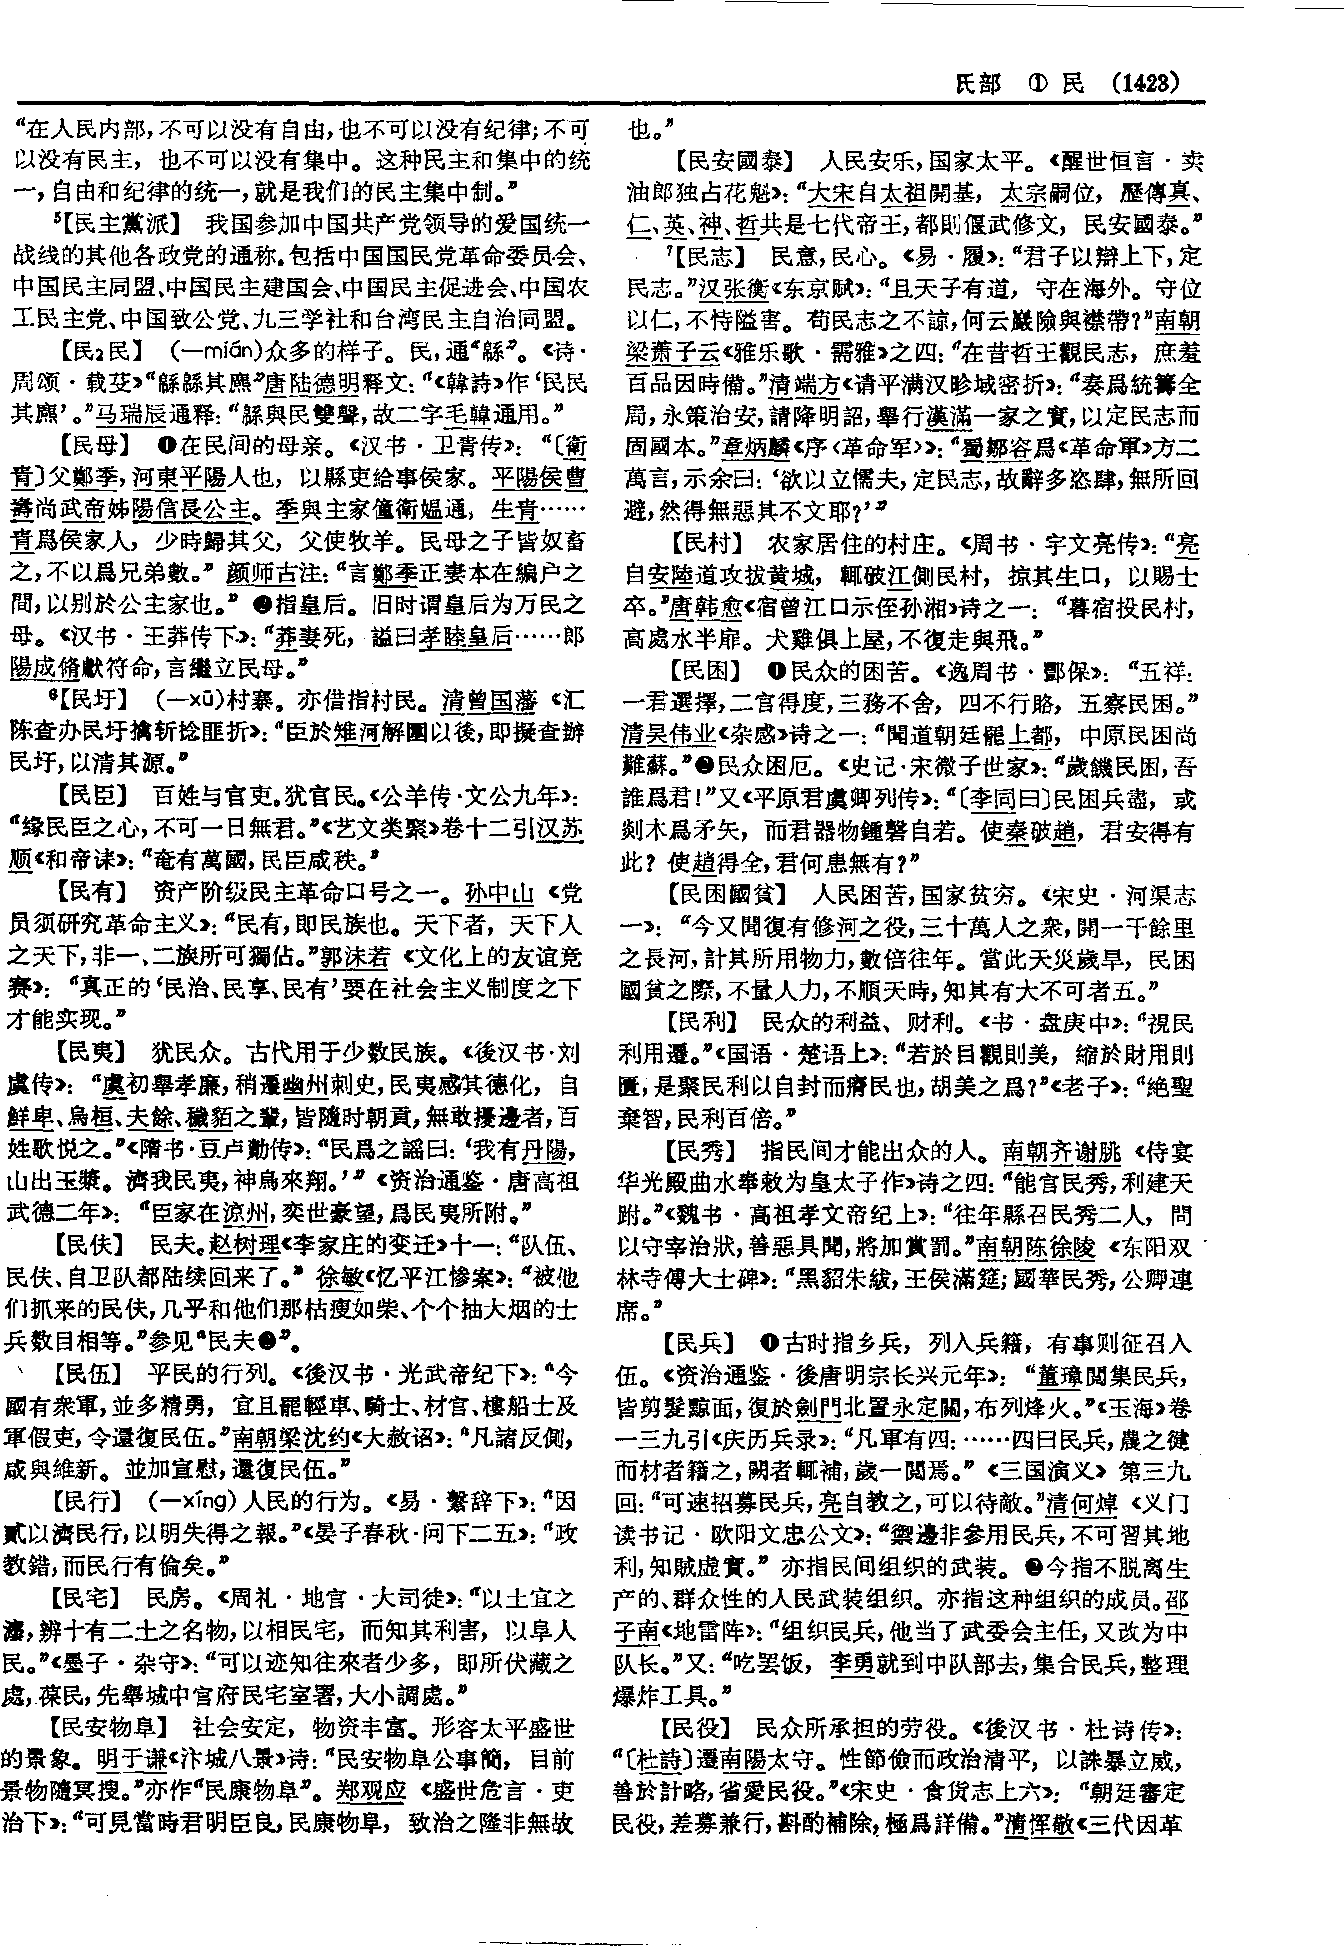 氏部　① 民　(1423)
“在人民内部，不可以没有自由，也不可以没有纪律；不可
以没有民主，也不可以没有集中。这种民主和集中的统
一，自由和纪律的统一，就是我们的民主集中制。”
⁵【民主黨派】　我国参加中国共产党领导的爱国统一
战线的其他各政党的通称。包括中国国民党革命委员会、
中国民主同盟、中国民主建国会、中国民主促进会、中国农
工民主党、中国致公党、九三学社和台湾民主自治同盟。
【民₂民】　(—mián)众多的样子。民，通“緜”。《诗·
周颂·载芟》“緜緜其麃”唐陆德明释文：“《韓詩》作‘民民
其麃’。”马瑞辰通释：“緜與民雙聲，故二字毛韓通用。”
【民母】　❶在民间的母亲。《汉书·卫青传》：“〔衛
青〕父鄭季，河東平陽人也，以縣吏給事侯家。平陽侯曹
壽尚武帝姊陽信長公主。季與主家僮衛媪通，生青……
青爲侯家人，少時歸其父，父使牧羊。民母之子皆奴畜
之，不以爲兄弟數。”颜师古注：“言鄭季正妻本在編户之
間，以别於公主家也。”❷指皇后。旧时谓皇后为万民之
母。《汉书·王莽传下》：“莽妻死，謚曰孝睦皇后……郎
陽成脩獻符命，言繼立民母。”
⁶【民圩】　(—xū)村寨。亦借指村民。清曾国藩《汇
陈查办民圩擒斩捻匪折》：“臣於雉河解圍以後，即擬查辦
民圩，以清其源。”
【民臣】　百姓与官吏。犹官民。《公羊传·文公九年》：
“緣民臣之心，不可一日無君。”《艺文类聚》卷十二引汉苏
顺《和帝诔》：“奄有萬國，民臣咸秩。”
【民有】　资产阶级民主革命口号之一。孙中山《党
员须研究革命主义》：“民有，即民族也。天下者，天下人
之天下，非一、二族所可獨佔。”郭沫若《文化上的友谊竞
赛》：“真正的‘民治、民享、民有’要在社会主义制度之下
才能实现。”
【民夷】　犹民众。古代用于少数民族。《後汉书·刘
虞传》：“虞初舉孝廉，稍遷幽州刺史，民夷感其德化，自
鮮卑、烏桓、夫餘、穢貊之輩，皆隨时朝貢，無敢擾邊者，百
姓歌悦之。”《隋书·豆卢勣传》：“民爲之謡曰：‘我有丹陽，
山出玉漿。濟我民夷，神烏來翔。’”《资治通鉴·唐高祖
武德二年》：“臣家在涼州，奕世豪望，爲民夷所附。”
【民伕】　民夫。赵树理《李家庄的变迁》十一：“队伍、
民伕、自卫队都陆续回来了。”徐敏《忆平江惨案》：“被他
们抓来的民伕，几乎和他们那枯瘦如柴、个个抽大烟的士
兵数目相等。”参见“民夫❷”。
【民伍】　平民的行列。《後汉书·光武帝纪下》：“今
國有衆軍，並多精勇，宜且罷輕車、騎士、材官、樓船士及
軍假吏，令還復民伍。”南朝梁沈约《大赦诏》：“凡諸反側，
咸與維新。並加宣慰，還復民伍。”
【民行】　(—xíng)人民的行为。《易·繫辞下》：“因
貳以濟民行，以明失得之報。”《晏子春秋·问下二五》：“政
教錯，而民行有倫矣。”
【民宅】　民房。《周礼·地官·大司徒》：“以土宜之
灋，辨十有二土之名物，以相民宅，而知其利害，以阜人
民。”《墨子·杂守》：“可以迹知往來者少多，即所伏藏之
處，葆民，先舉城中官府民宅室署，大小調處。”
【民安物阜】　社会安定，物资丰富。形容太平盛世
的景象。明于谦《汴城八景》诗：“民安物阜公事簡，目前
景物隨冥搜。”亦作“民康物阜”。郑观应《盛世危言·吏
治下》：“可見當時君明臣良，民康物阜，致治之隆非無故
也。”
【民安國泰】　人民安乐，国家太平。《醒世恒言·卖
油郎独占花魁》：“大宋自太祖開基，太宗嗣位，歷傳真、
仁、英、神、哲共是七代帝王，都則偃武修文，民安國泰。”
⁷【民志】　民意，民心。《易·履》：“君子以辯上下，定
民志。”汉张衡《东京赋》：“且天子有道，守在海外。守位
以仁，不恃隘害。苟民志之不諒，何云巖險與襟帶？”南朝
梁萧子云《雅乐歌·需雅》之四：“在昔哲王觀民志，庶羞
百品因時備。”清端方《请平满汉畛域密折》：“奏爲統籌全
局，永策治安，請降明詔，舉行漢滿一家之實，以定民志而
固國本。”章炳麟《序〈革命军〉》：“蜀鄒容爲《革命軍》方二
萬言，示余曰：‘欲以立懦夫，定民志，故辭多恣肆，無所回
避，然得無惡其不文耶？’”
【民村】　农家居住的村庄。《周书·宇文亮传》：“亮
自安陸道攻拔黄城，輒破江側民村，掠其生口，以賜士
卒。”唐韩愈《宿曾江口示侄孙湘》诗之一：“暮宿投民村，
高處水半扉。犬雞俱上屋，不復走與飛。”
【民困】　❶民众的困苦。《逸周书·酆保》：“五祥：
一君選擇，二官得度，三務不舍，四不行賂，五察民困。”
清吴伟业《杂感》诗之一：“聞道朝廷罷上都，中原民困尚
難蘇。”❷民众困厄。《史记·宋微子世家》：“歲饑民困，吾
誰爲君！”又《平原君虞卿列传》：“〔李同曰〕民困兵盡，或
剡木爲矛矢，而君器物鍾磬自若。使秦破趙，君安得有
此？使趙得全，君何患無有？”
【民困國貧】　人民困苦，国家贫穷。《宋史·河渠志
一》：“今又聞復有修河之役，三十萬人之衆，開一千餘里
之長河，計其所用物力，數倍往年。當此天災歲旱，民困
國貧之際，不量人力，不順天時，知其有大不可者五。”
【民利】　民众的利益、财利。《书·盘庚中》：“視民
利用遷。”《国语·楚语上》：“若於目觀則美，縮於財用則
匱，是聚民利以自封而瘠民也，胡美之爲？”《老子》：“絶聖
棄智，民利百倍。”
【民秀】　指民间才能出众的人。南朝齐谢朓《侍宴
华光殿曲水奉敕为皇太子作》诗之四：“能官民秀，利建天
跗。”《魏书·高祖孝文帝纪上》：“往年縣召民秀二人，問
以守宰治狀，善惡具聞，將加賞罰。”南朝陈徐陵《东阳双
林寺傅大士碑》：“黑貂朱紱，王侯滿筵；國華民秀，公卿連
席。”
【民兵】　❶古时指乡兵，列入兵籍，有事则征召入
伍。《资治通鉴·後唐明宗长兴元年》：“董璋閲集民兵，
皆剪髮黥面，復於劍門北置永定關，布列烽火。”《玉海》卷
一三九引《庆历兵录》：“凡軍有四：……四曰民兵，農之健
而材者籍之，闕者輒補，歲一閲焉。”《三国演义》第三九
回：“可速招募民兵，亮自教之，可以待敵。”清何焯《义门
读书记·欧阳文忠公文》：“禦邊非參用民兵，不可習其地
利，知賊虚實。”亦指民间组织的武装。❷今指不脱离生
产的、群众性的人民武装组织。亦指这种组织的成员。邵
子南《地雷阵》：“组织民兵，他当了武委会主任，又改为中
队长。”又：“吃罢饭，李勇就到中队部去，集合民兵，整理
爆炸工具。”
【民役】　民众所承担的劳役。《後汉书·杜诗传》：
“〔杜詩〕遷南陽太守。性節儉而政治清平，以誅暴立威，
善於計略，省愛民役。”《宋史·食货志上六》：“朝廷審定
民役，差募兼行，斟酌補除，極爲詳備。”清恽敬《三代因革